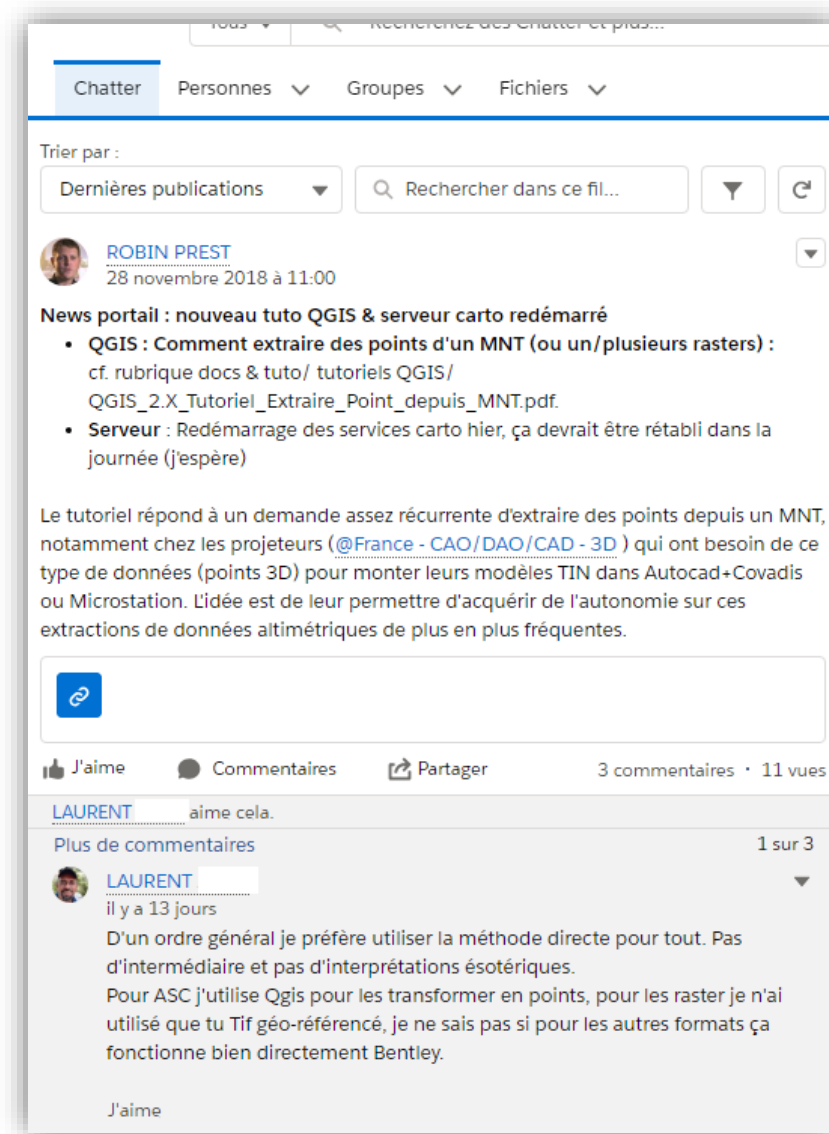 Tous
Recherchez des Chatter et plus...
Chatter Personnes Groupes Fichiers
Trier par :
Dernières publications Rechercher dans ce fil...
ROBIN PREST
28 novembre 2018 à 11:00
News portail : nouveau tuto QGIS & serveur carto redémarré
• QGIS : Comment extraire des points d'un MNT (ou un/plusieurs rasters) :
cf. rubrique docs & tuto/ tutoriels QGIS/
QGIS_2.X_Tutoriel_Extraire_Point_depuis_MNT.pdf.
• Serveur : Redémarrage des services carto hier, ça devrait être rétabli dans la
journée (j'espère)
Le tutoriel répond à un demande assez récurrente d'extraire des points depuis un MNT,
notamment chez les projeteurs (@France - CAO/DAO/CAD - 3D ) qui ont besoin de ce
type de données (points 3D) pour monter leurs modèles TIN dans Autocad+Covadis
ou Microstation. L'idée est de leur permettre d'acquérir de l'autonomie sur ces
extractions de données altimétriques de plus en plus fréquentes.
J'aime Commentaires Partager 3 commentaires • 11 vues
LAURENT aime cela.
Plus de commentaires 1 sur 3
LAURENT
il y a 13 jours
D'un ordre général je préfère utiliser la méthode directe pour tout. Pas
d'intermédiaire et pas d'interprétations ésotériques.
Pour ASC j'utilise Qgis pour les transformer en points, pour les raster je n'ai
utilisé que tu Tif géo-référencé, je ne sais pas si pour les autres formats ça
fonctionne bien directement Bentley.
J'aime